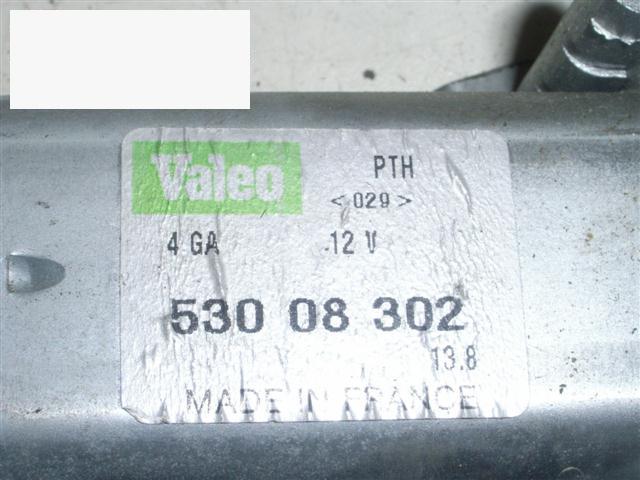 Valeo PTH
< 029 >
4 GA 12 V
530 08 302
13.8
MADE IN FRANCE